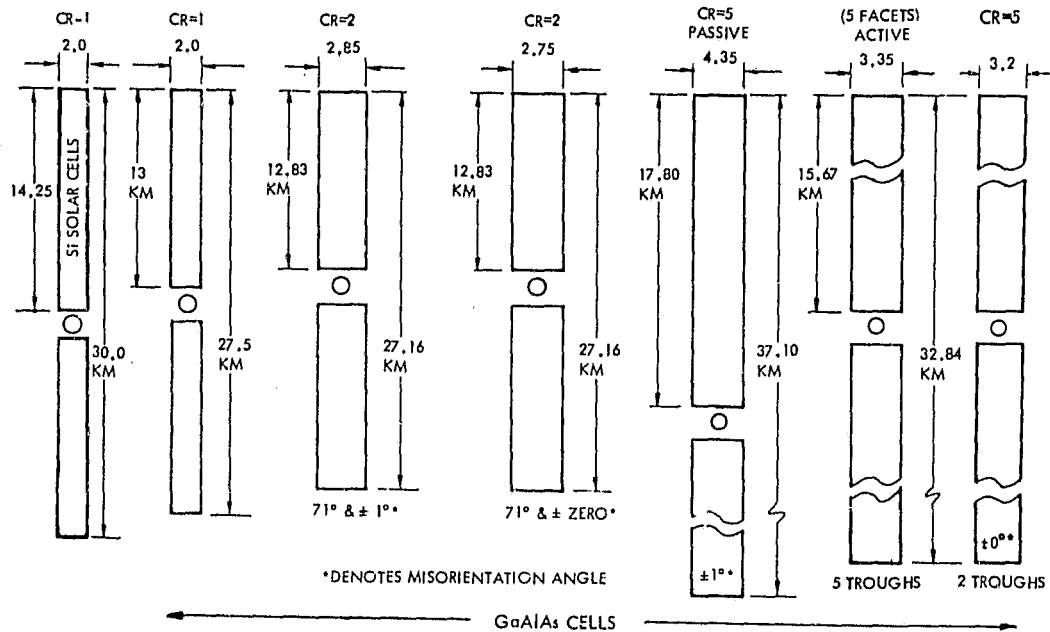 CR-1
2.0
CR=1
2.0
CR=2
2.85
CR=2
2.75
CR=5
PASSIVE
4.35
(5 FACETS)
ACTIVE
3.35
CR=5
3.2
14.25
Si SOLAR CELLS
30.0
KM
13
KM
27.5
KM
12.83
KM
27.16
KM
71° & ± 1°*
12.83
KM
27.16
KM
71° & ± ZERO*
17.80
KM
37.10
KM
±1°*
15.67
KM
32.84
KM
5 TROUGHS
±0°*
2 TROUGHS
*DENOTES MISORIENTATION ANGLE
GaAlAs CELLS